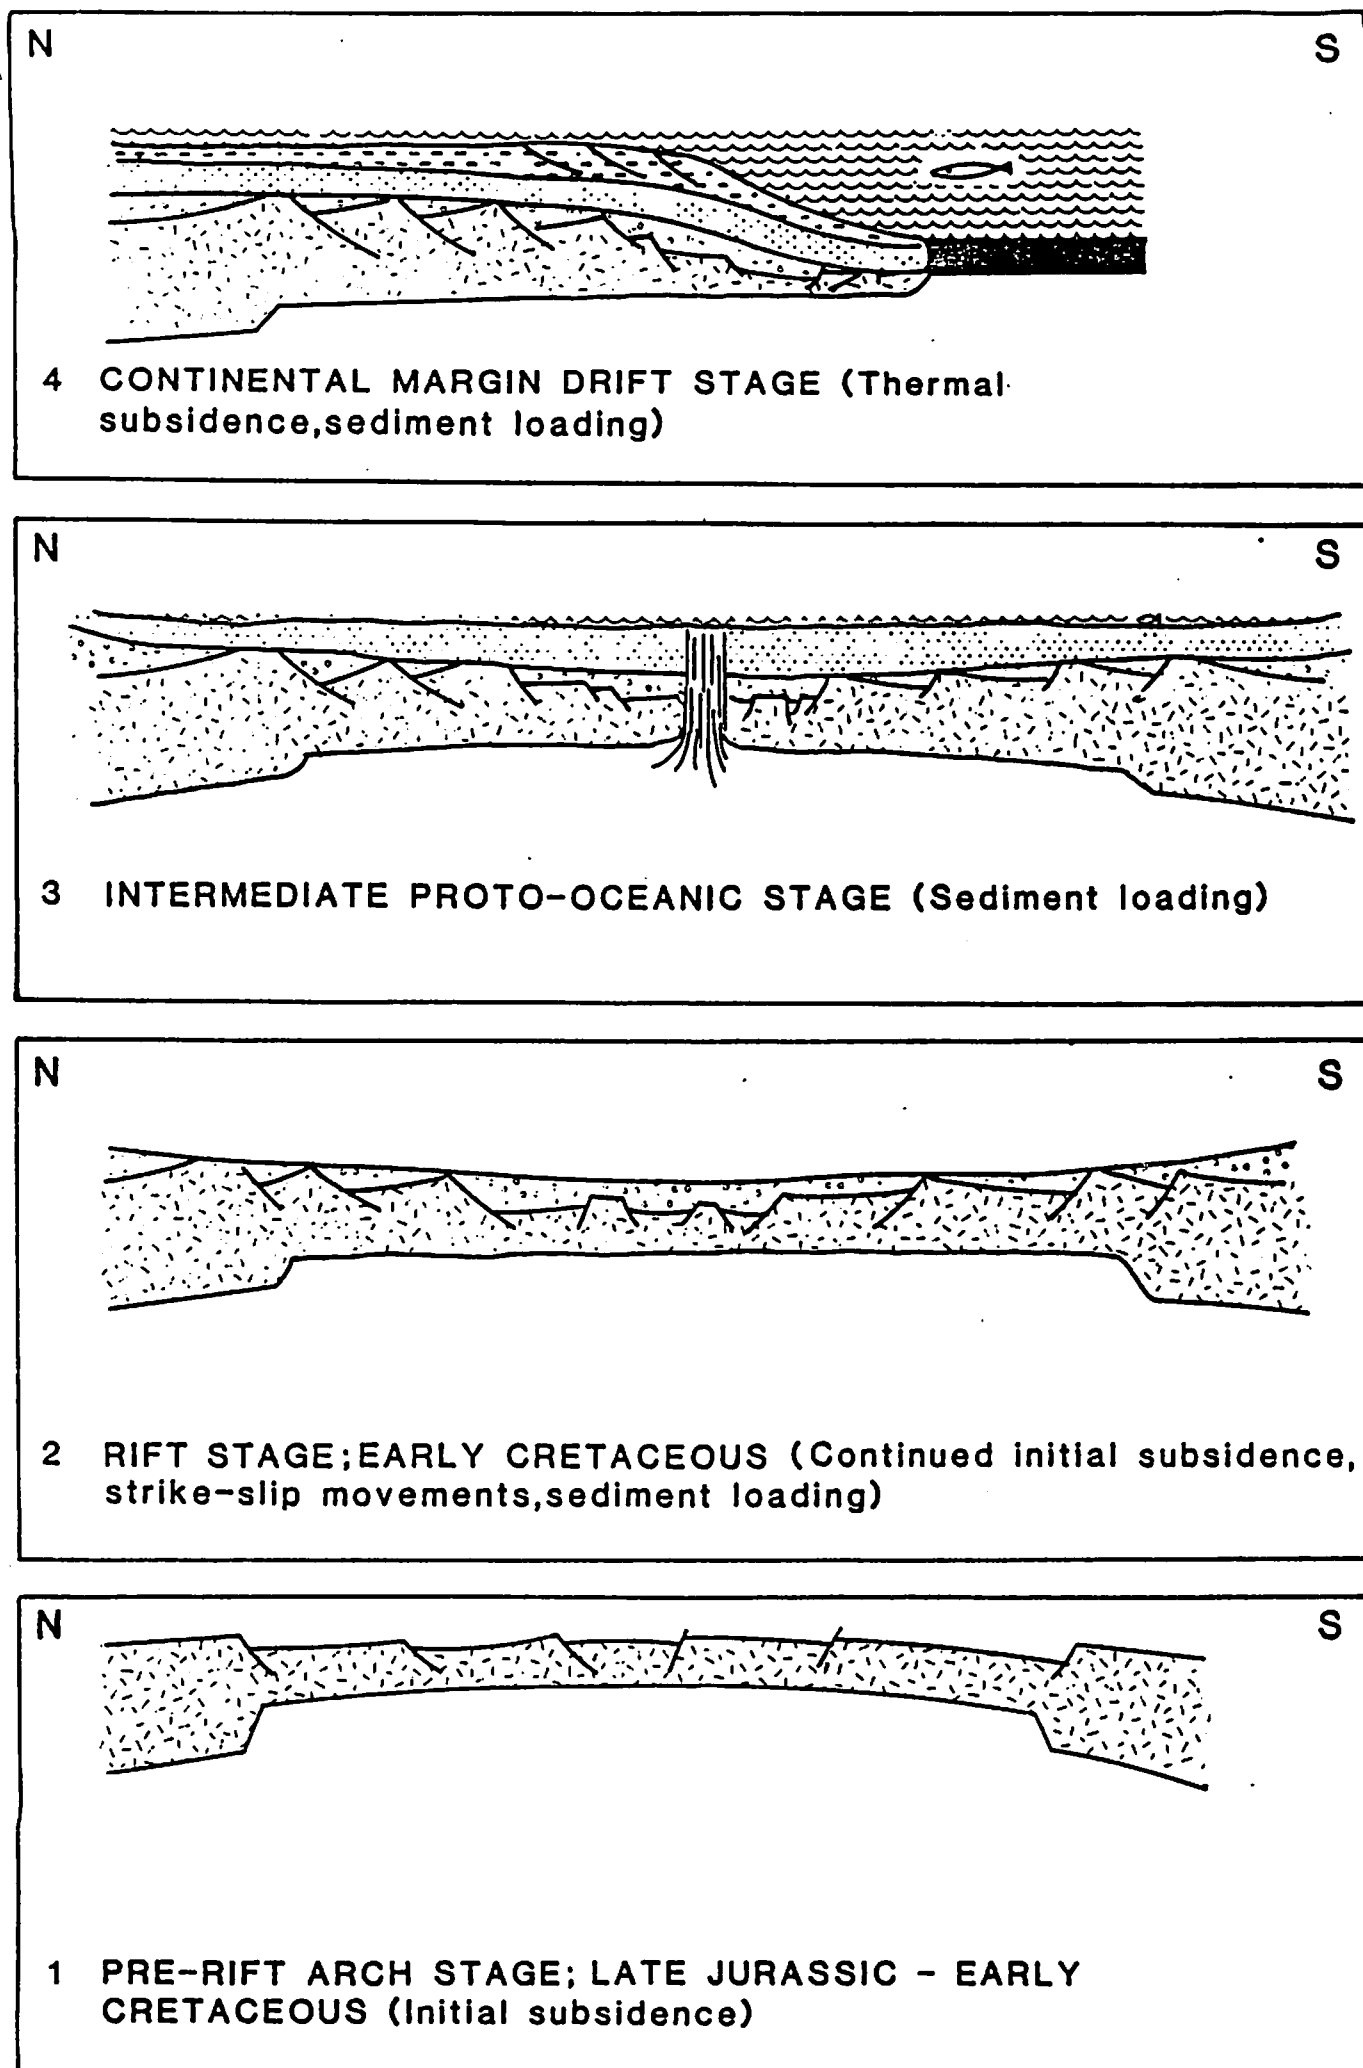 N S
4 CONTINENTAL MARGIN DRIFT STAGE (Thermal
subsidence,sediment loading)
N S
3 INTERMEDIATE PROTO-OCEANIC STAGE (Sediment loading)
N S
2 RIFT STAGE;EARLY CRETACEOUS (Continued initial subsidence,
strike-slip movements,sediment loading)
N S
1 PRE-RIFT ARCH STAGE; LATE JURASSIC - EARLY
CRETACEOUS (Initial subsidence)